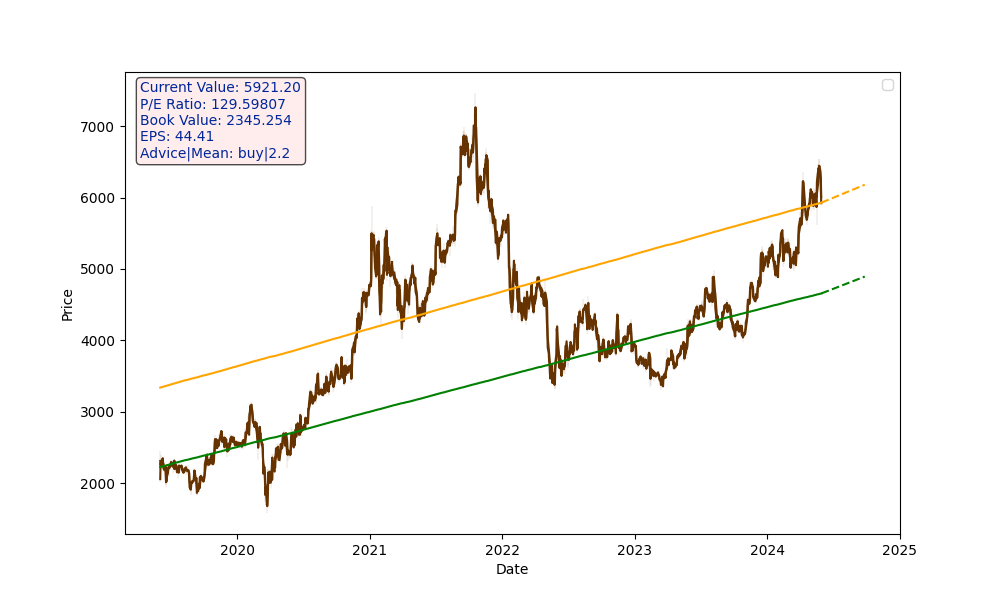 Current Value: 5921.20
P/E Ratio: 129.59807
Book Value: 2345.254
EPS: 44.41
Advice|Mean: buy|2.2
7000
6000
5000
4000
3000
2000
Price
2020
2021
2022
2023
2024
2025
Date